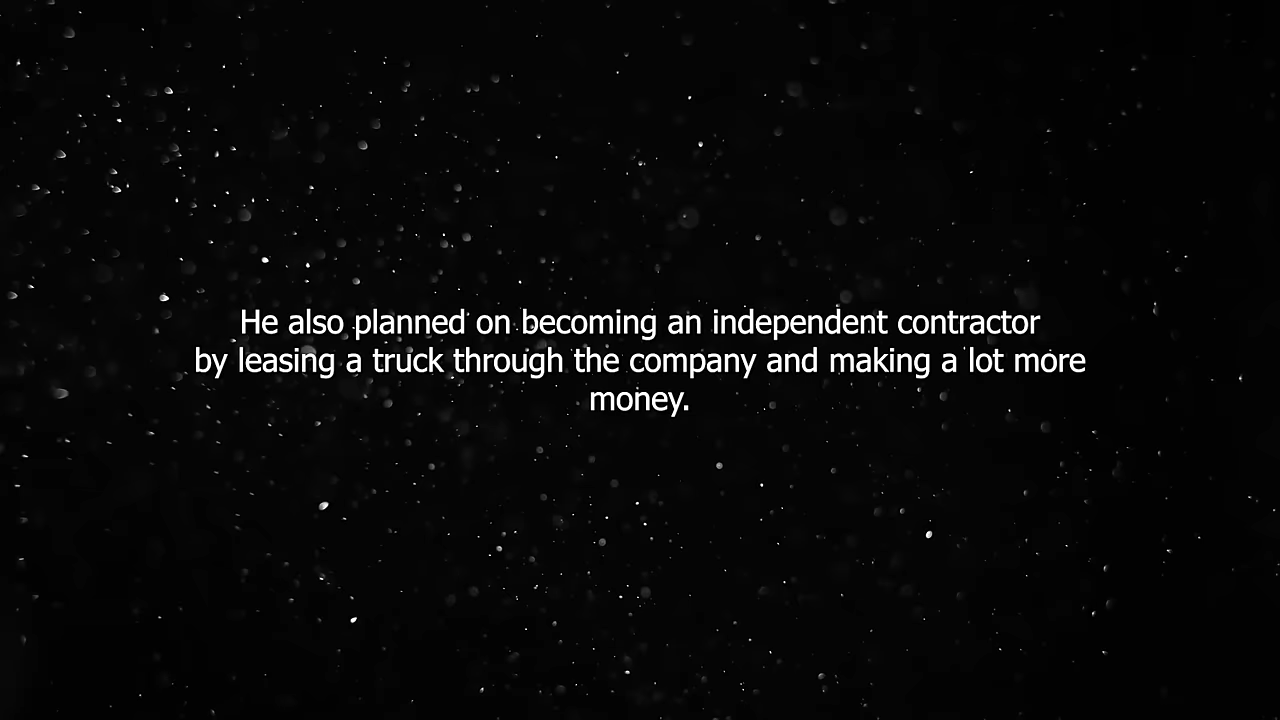 He also planned on becoming an independent contractor
by leasing a truck through the company and making a lot more
money.